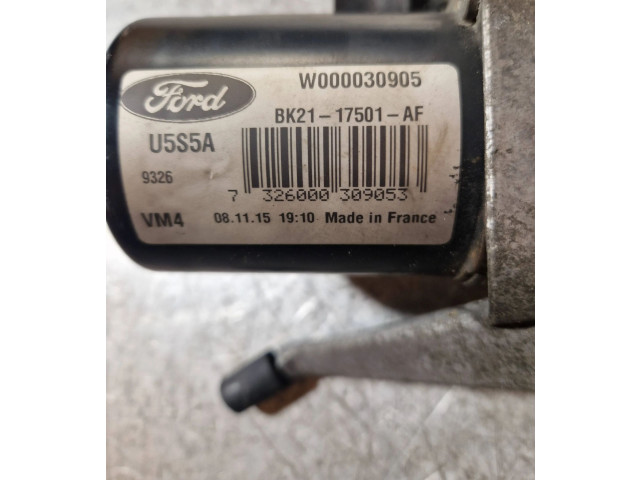 W000030905
Ford
BK21-17501-AF
U5S5A
9326
7 326000 309053
VM4 08.11.15 19:10 Made in France